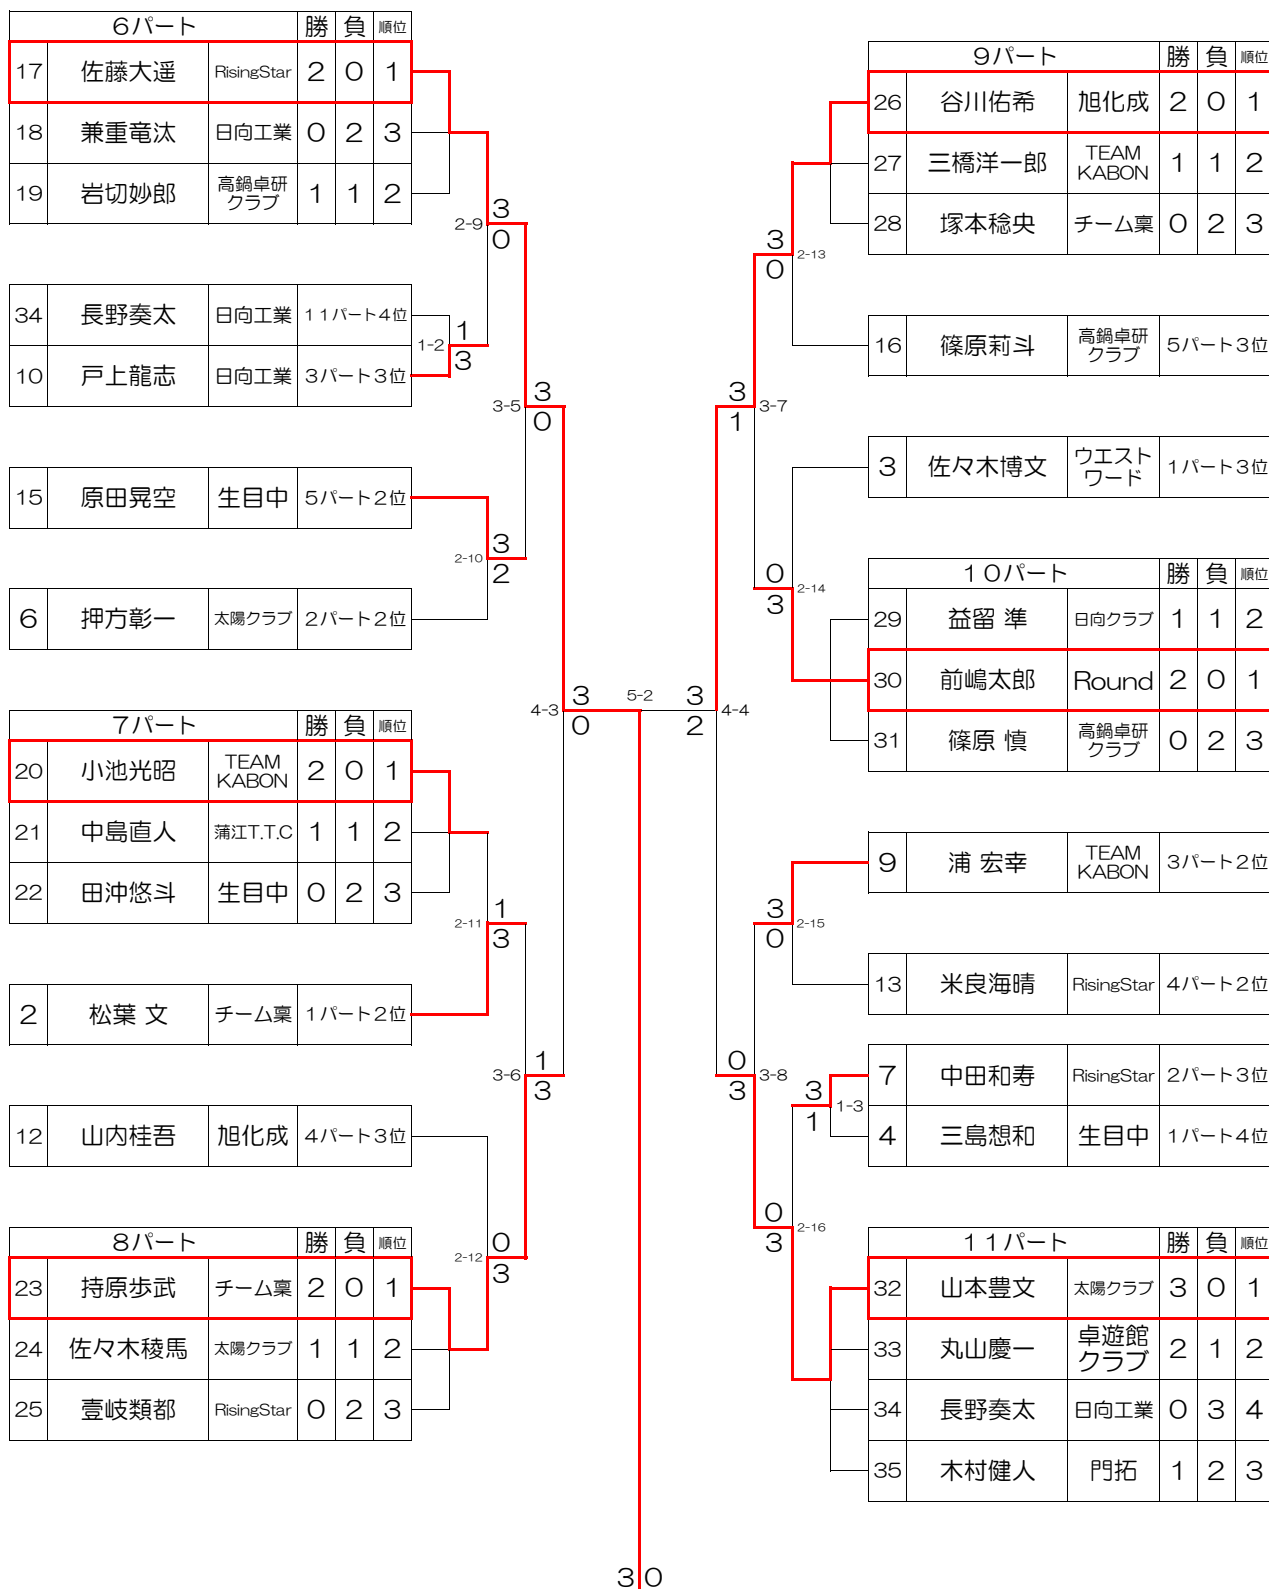 6パート 勝 負 順位
17 佐藤大遥 RisingStar 2 0 1
18 兼重竜汰 日向工業 0 2 3
19 岩切妙郎 高鍋卓研クラブ 1 1 2
2-9 3
0
34 長野奏太 日向工業 11パート4位
1-2 1
3
10 戸上龍志 日向工業 3パート3位
3-5 3
0
15 原田晃空 生目中 5パート2位
2-10 3
2
6 押方彰一 太陽クラブ 2パート2位
4-3 3
0
5-2
7パート 勝 負 順位
20 小池光昭 TEAM KABON 2 0 1
21 中島直人 蒲江T.T.C 1 1 2
22 田沖悠斗 生目中 0 2 3
2-11 1
3
2 松葉 文 チーム稟 1パート2位
3-6 1
3
12 山内桂吾 旭化成 4パート3位
2-12 0
3
8パート 勝 負 順位
23 持原歩武 チーム稟 2 0 1
24 佐々木稜馬 太陽クラブ 1 1 2
25 壹岐類都 RisingStar 0 2 3
9パート 勝 負 順位
26 谷川佑希 旭化成 2 0 1
27 三橋洋一郎 TEAM KABON 1 1 2
28 塚本稔央 チーム稟 0 2 3
3 2-13
0
16 篠原莉斗 高鍋卓研クラブ 5パート3位
3 3-7
1
3 佐々木博文 ウエストワード 1パート3位
0 2-14
3
10パート 勝 負 順位
29 益留 準 日向クラブ 1 1 2
30 前嶋太郎 Round 2 0 1
31 篠原 慎 高鍋卓研クラブ 0 2 3
3 4-4
2
9 浦 宏幸 TEAM KABON 3パート2位
3 2-15
0
13 米良海晴 RisingStar 4パート2位
0 3-8
3
7 中田和寿 RisingStar 2パート3位
3 1-3
1
4 三島想和 生目中 1パート4位
0 2-16
3
11パート 勝 負 順位
32 山本豊文 太陽クラブ 3 0 1
33 丸山慶一 卓遊館クラブ 2 1 2
34 長野奏太 日向工業 0 3 4
35 木村健人 門拓 1 2 3
3 0